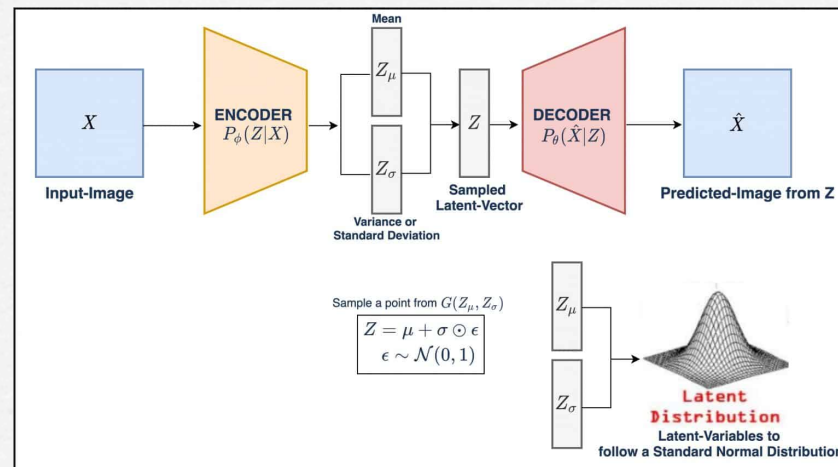 Mean
X
ENCODER
P_ϕ(Z|X)
Z_μ
Z_σ
Z
DECODER
P_θ(X̂|Z)
X̂
Input-Image
Variance or
Standard Deviation
Sampled
Latent-Vector
Predicted-Image from Z
Sample a point from G(Z_μ, Z_σ)
Z = μ + σ ⊙ ϵ
ϵ ∼ 𝒩(0, 1)
Z_μ
Z_σ
Latent
Distribution
Latent-Variables to
follow a Standard Normal Distribution